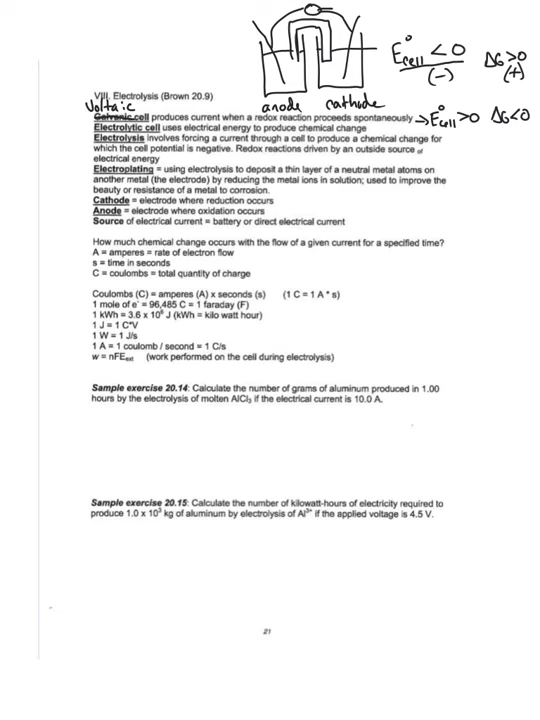 E°cell < 0
(-)
ΔG>0
(+)
anode cathode
VIII. Electrolysis (Brown 20.9)
Voltaic
Galvanic cell produces current when a redox reaction proceeds spontaneously → E°cell >0 ΔG<0
Electrolytic cell uses electrical energy to produce chemical change
Electrolysis involves forcing a current through a cell to produce a chemical change for
which the cell potential is negative. Redox reactions driven by an outside source of
electrical energy
Electroplating = using electrolysis to deposit a thin layer of a neutral metal atoms on
another metal (the electrode) by reducing the metal ions in solution; used to improve the
beauty or resistance of a metal to corrosion.
Cathode = electrode where reduction occurs
Anode = electrode where oxidation occurs
Source of electrical current = battery or direct electrical current
How much chemical change occurs with the flow of a given current for a specified time?
A = amperes = rate of electron flow
s = time in seconds
C = coulombs = total quantity of charge
Coulombs (C) = amperes (A) x seconds (s) (1 C = 1 A * s)
1 mole of e⁻ = 96,485 C = 1 faraday (F)
1 kWh = 3.6 x 10⁶ J (kWh = kilo watt hour)
1 J = 1 C*V
1 W = 1 J/s
1 A = 1 coulomb / second = 1 C/s
w = nFEext (work performed on the cell during electrolysis)
Sample exercise 20.14: Calculate the number of grams of aluminum produced in 1.00
hours by the electrolysis of molten AlCl₃ if the electrical current is 10.0 A.
Sample exercise 20.15: Calculate the number of kilowatt-hours of electricity required to
produce 1.0 x 10³ kg of aluminum by electrolysis of Al³⁺ if the applied voltage is 4.5 V.
21